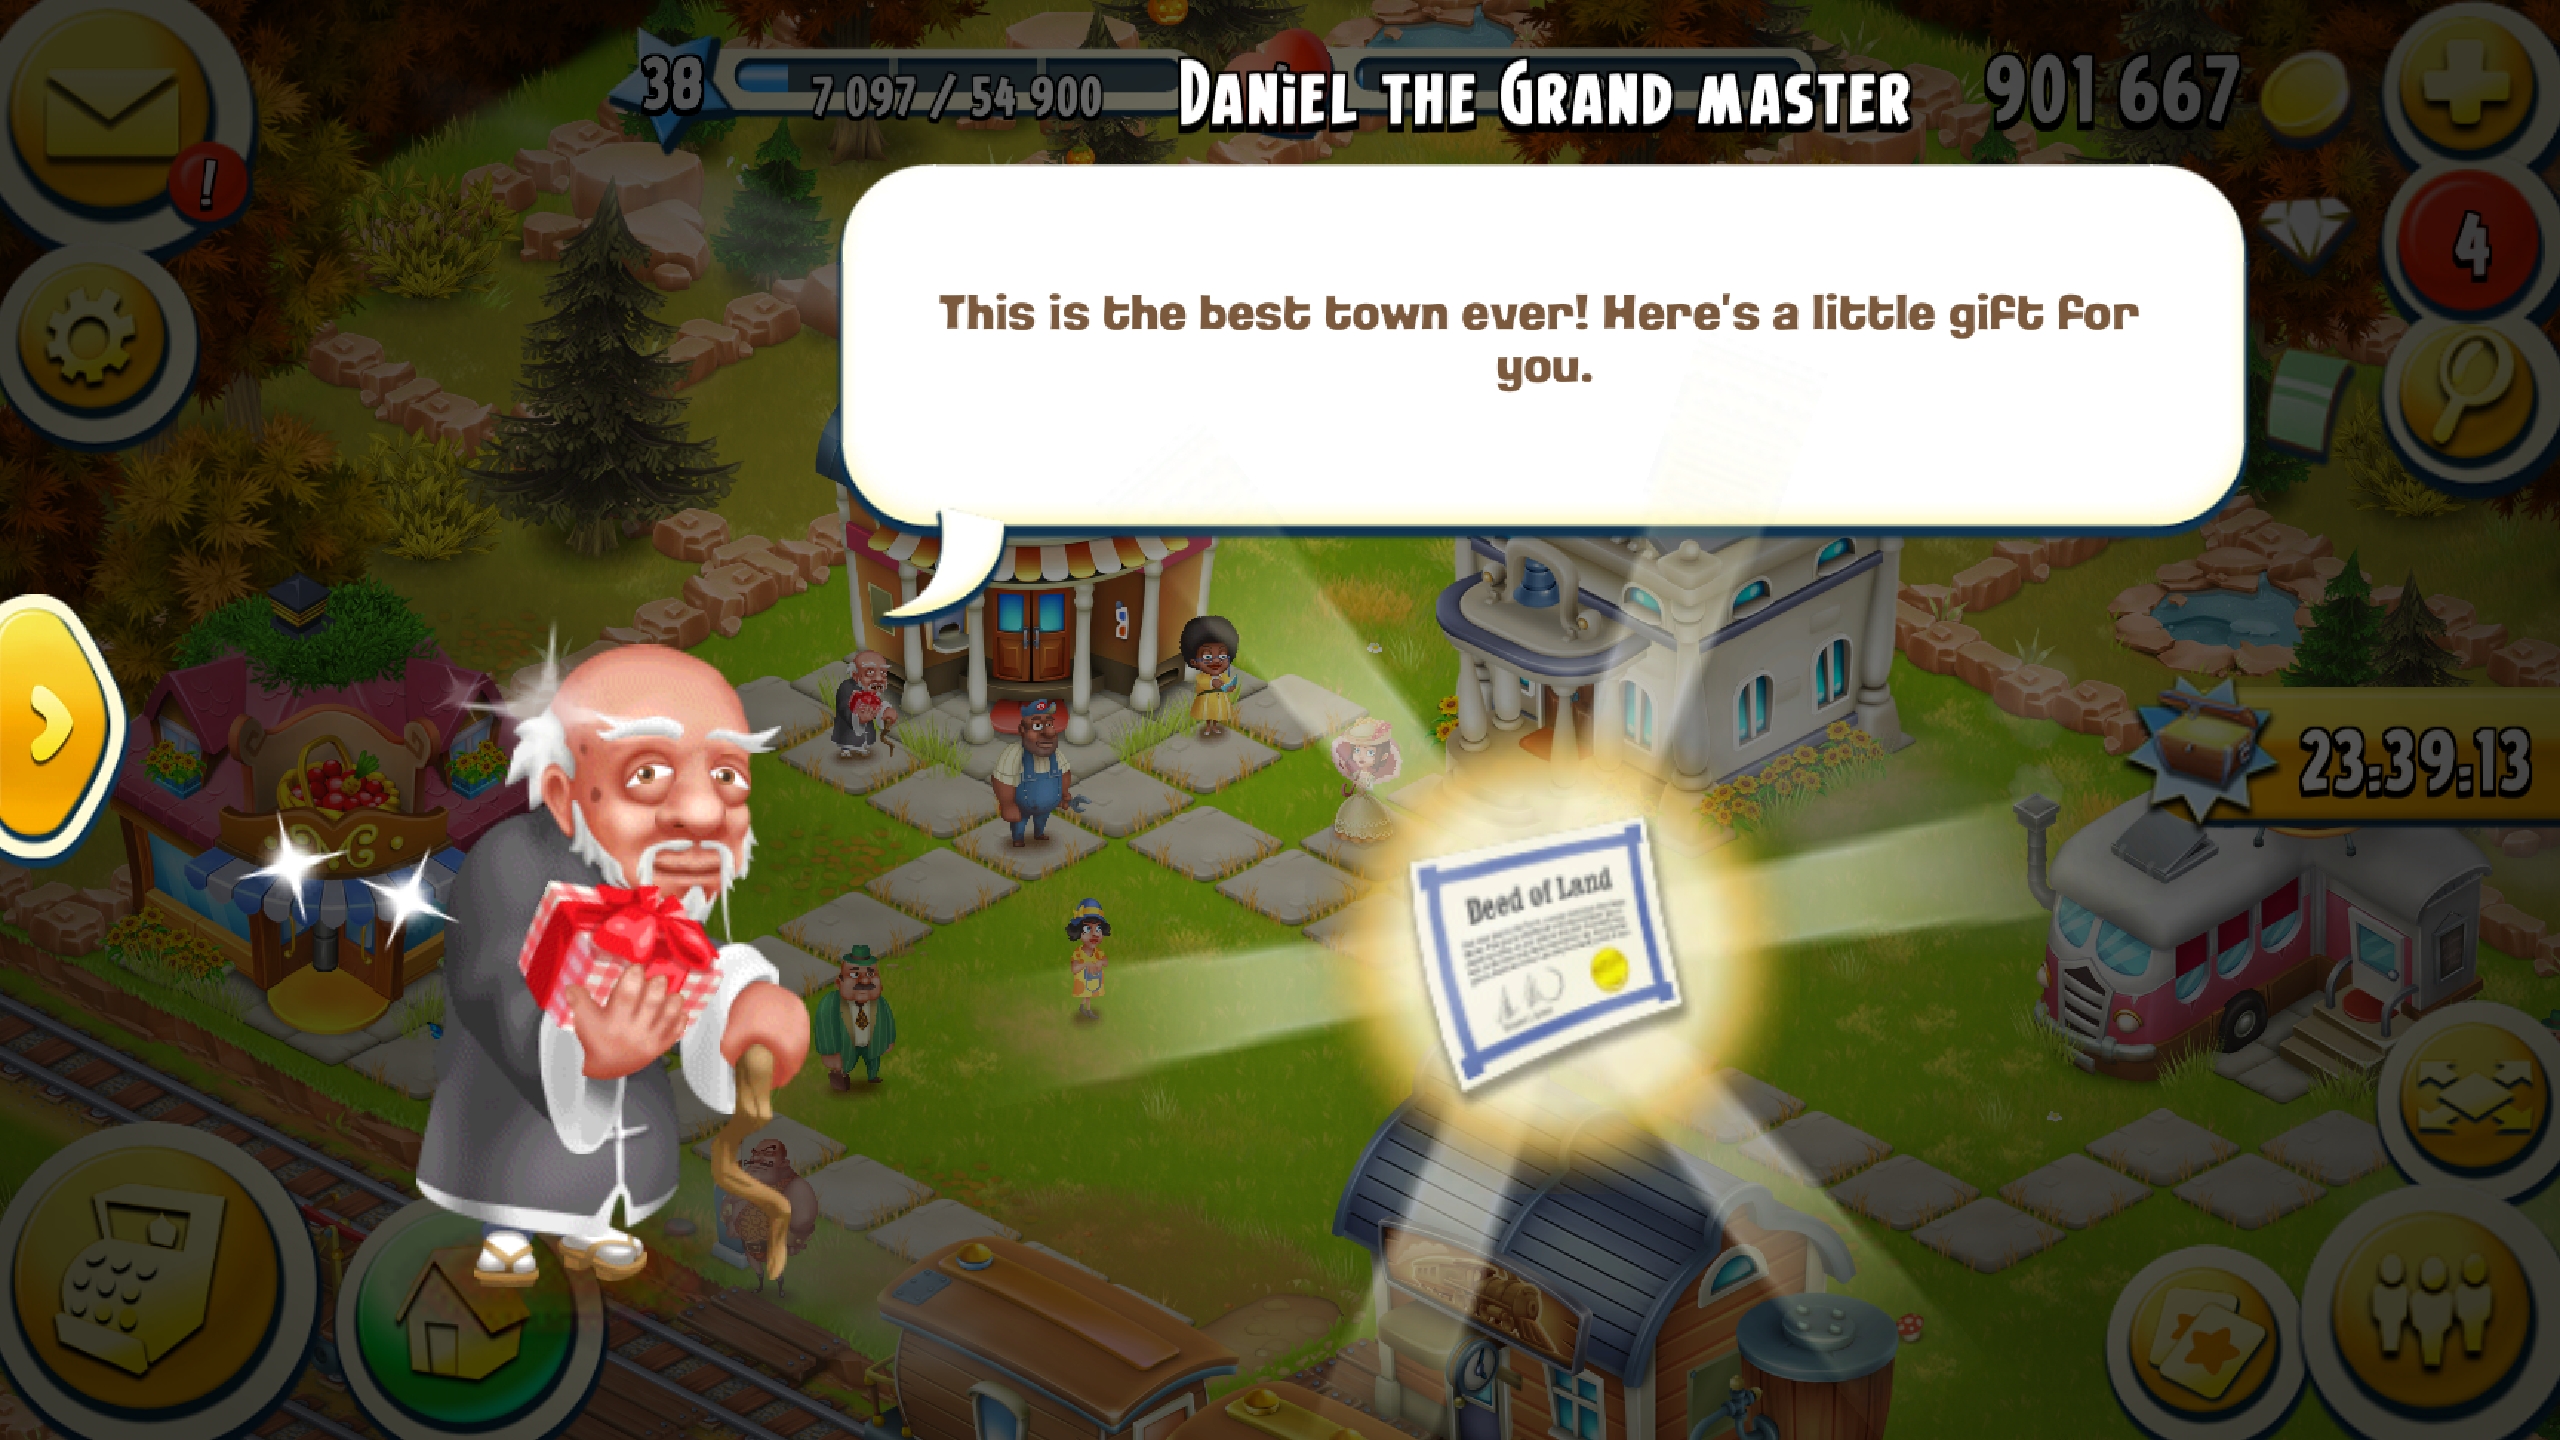 38
7 097 / 54 900
Daniel the Grand master
901 667
!
4
This is the best town ever! Here's a little gift for
you.
23:39:13
Deed of Land